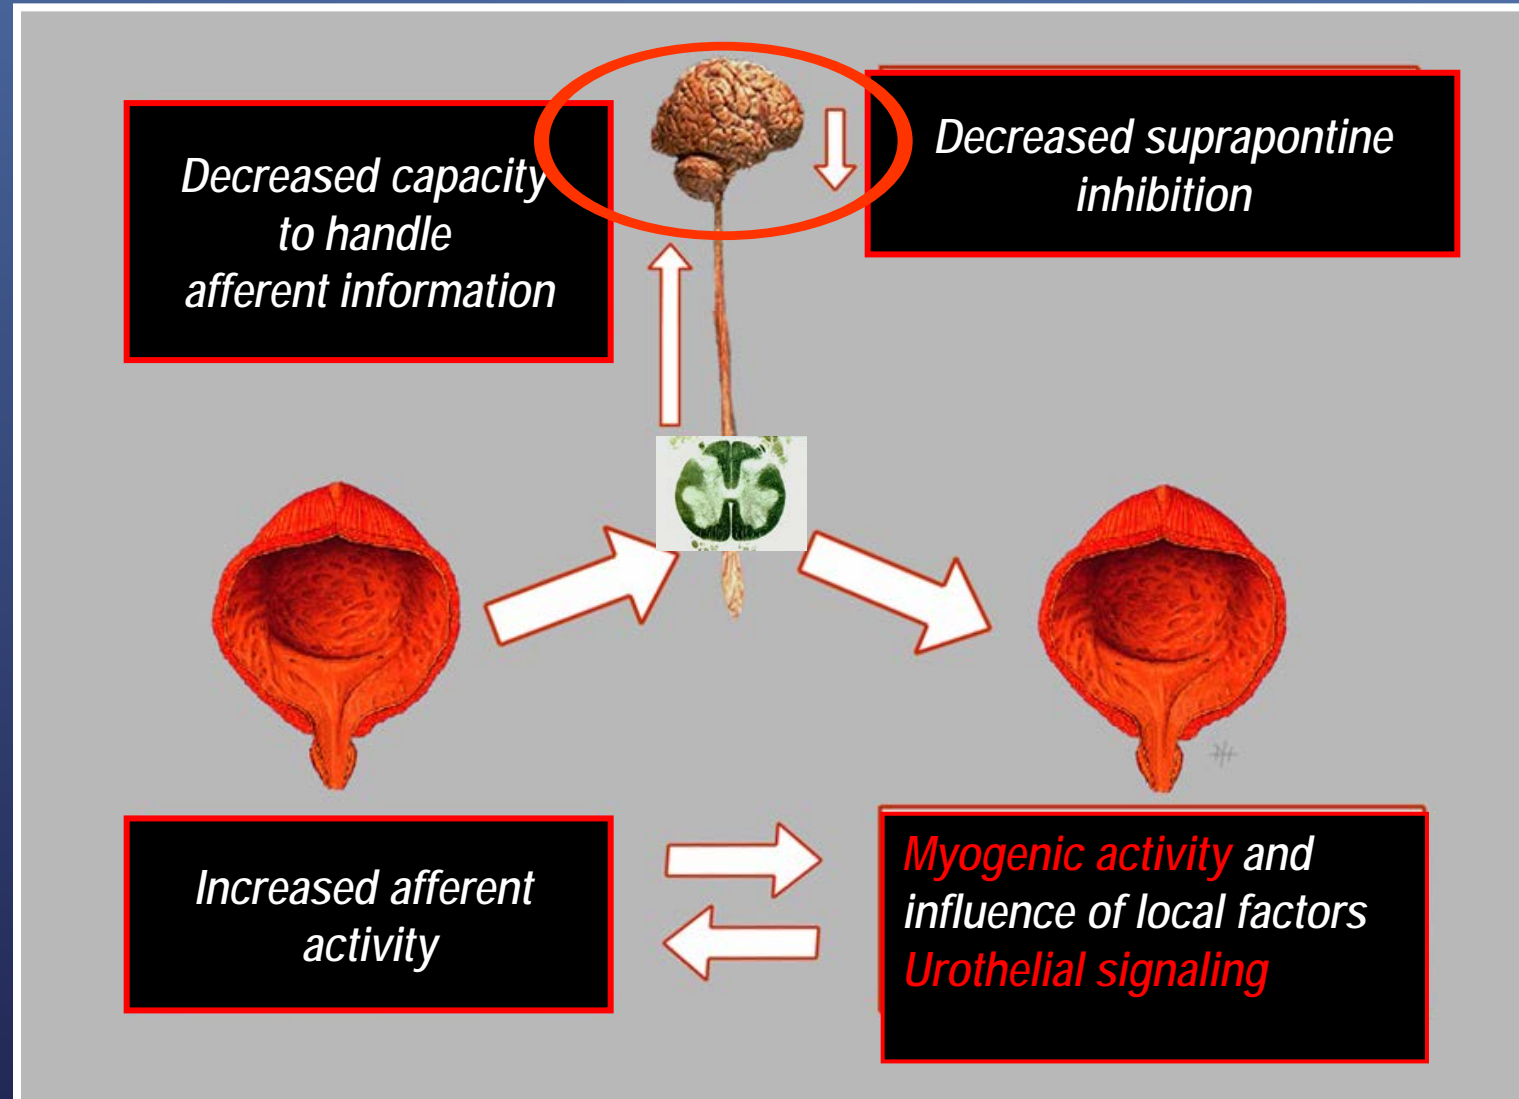 Decreased capacity
to handle
afferent information
Decreased suprapontine
inhibition
Increased afferent
activity
Myogenic activity and
influence of local factors
Urothelial signaling